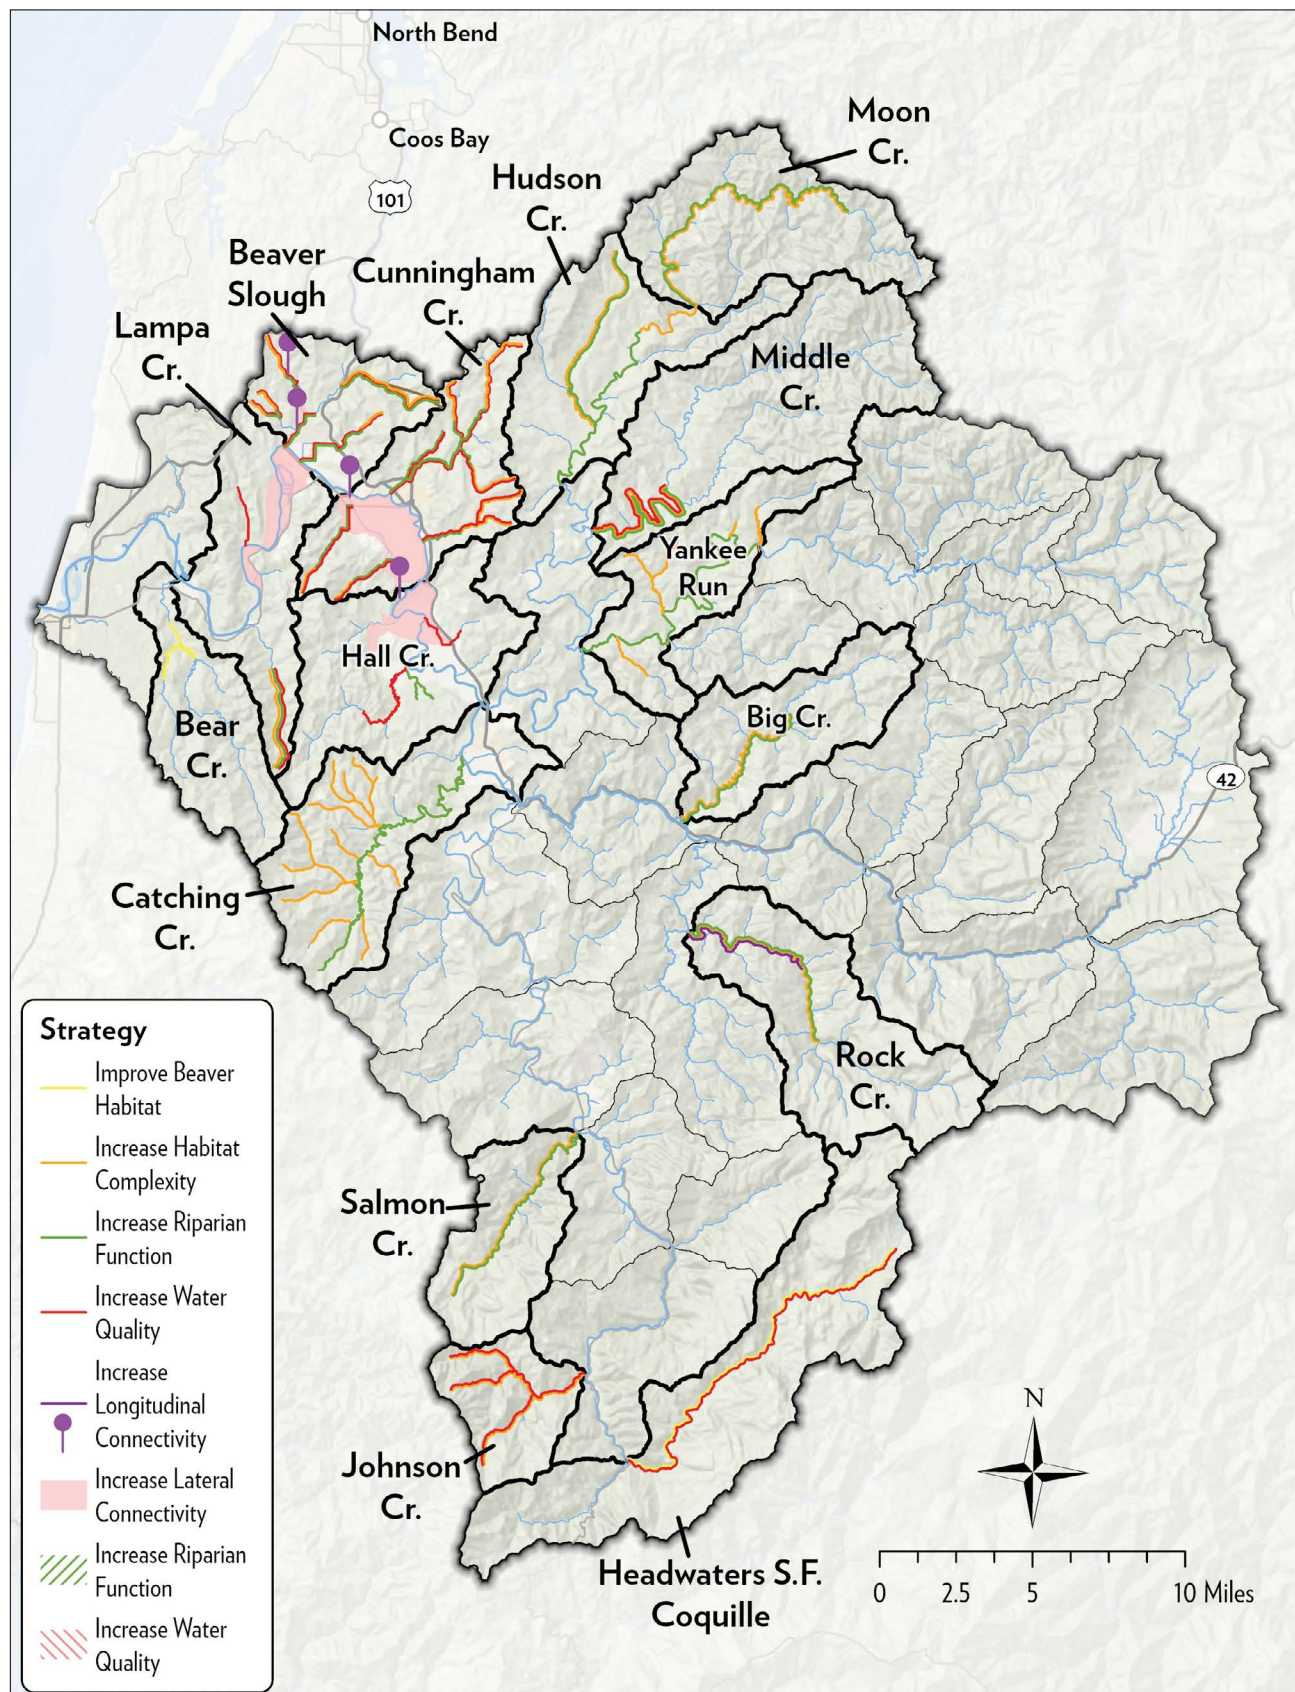 North Bend
Coos Bay
101
Moon
Cr.
Hudson
Cr.
Beaver
Slough
Cunningham
Cr.
Lampa
Cr.
Middle
Cr.
Yankee
Run
Hall Cr.
Bear
Cr.
Big Cr.
42
Catching
Cr.
Rock
Cr.
Salmon
Cr.
Johnson
Cr.
Headwaters S.F.
Coquille
Strategy
Improve Beaver
Habitat
Increase Habitat
Complexity
Increase Riparian
Function
Increase Water
Quality
Increase
Longitudinal
Connectivity
Increase Lateral
Connectivity
Increase Riparian
Function
Increase Water
Quality
N
0 2.5 5 10 Miles